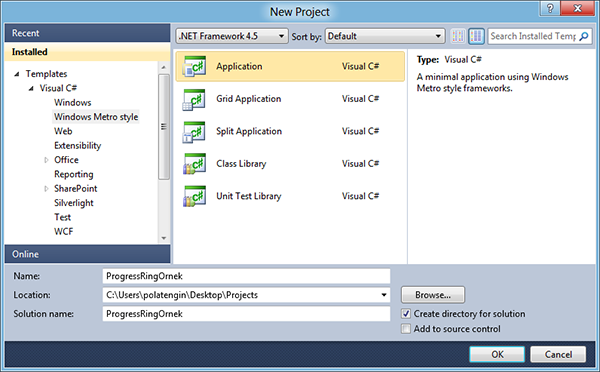 New Project
Recent
Installed
Templates
Visual C#
Windows
Windows Metro style
Web
Extensibility
Office
Reporting
SharePoint
Silverlight
Test
WCF
Online
.NET Framework 4.5
Sort by:
Default
Search Installed Temp
Application Visual C#
Grid Application Visual C#
Split Application Visual C#
Class Library Visual C#
Unit Test Library Visual C#
Type: Visual C#
A minimal application using Windows
Metro style frameworks.
Name: ProgressRingOrnek
Location: C:\Users\polatengin\Desktop\Projects
Browse...
Solution name: ProgressRingOrnek
Create directory for solution
Add to source control
OK
Cancel